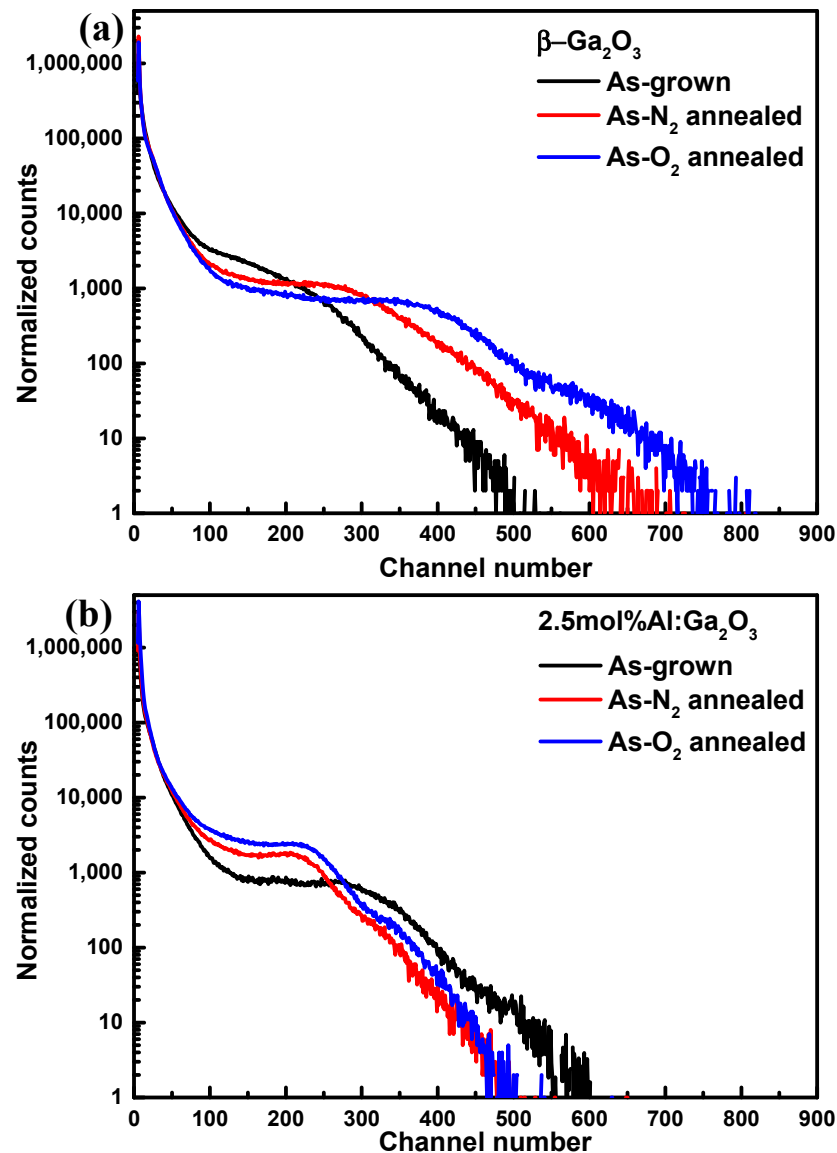 (a)
β–Ga₂O₃
As-grown
As-N₂ annealed
As-O₂ annealed
1,000,000
100,000
10,000
1,000
100
10
1
Normalized counts
0 100 200 300 400 500 600 700 800 900
Channel number
(b)
2.5mol%Al:Ga₂O₃
As-grown
As-N₂ annealed
As-O₂ annealed
1,000,000
100,000
10,000
1,000
100
10
1
Normalized counts
0 100 200 300 400 500 600 700 800 900
Channel number